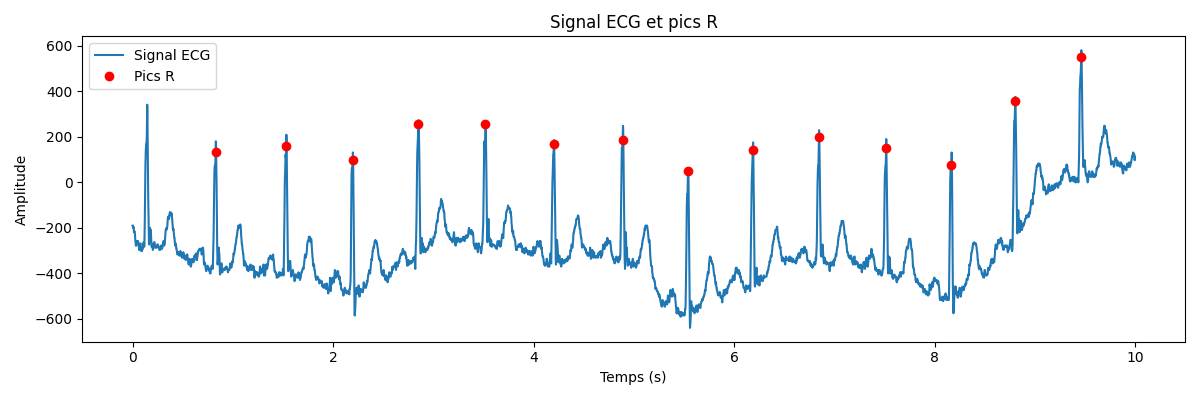 Signal ECG et pics R
Signal ECG
Pics R
600
400
200
0
−200
−400
−600
Amplitude
0
2
4
6
8
10
Temps (s)